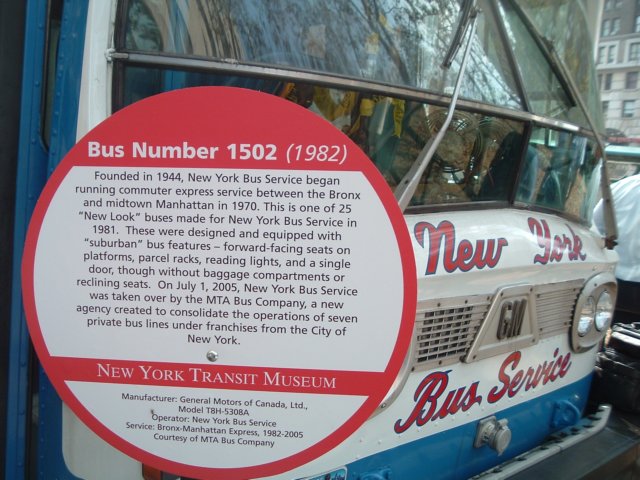 Bus Number 1502 (1982)
Founded in 1944, New York Bus Service began
running commuter express service between the Bronx
and midtown Manhattan in 1970. This is one of 25
"New Look" buses made for New York Bus Service in
1981. These were designed and equipped with
"suburban" bus features – forward-facing seats on
platforms, parcel racks, reading lights, and a single
door, though without baggage compartments or
reclining seats. On July 1, 2005, New York Bus Service
was taken over by the MTA Bus Company, a new
agency created to consolidate the operations of seven
private bus lines under franchises from the City of
New York.
New York Transit Museum
Manufacturer: General Motors of Canada, Ltd.,
Model T8H-5308A
Operator: New York Bus Service
Service: Bronx-Manhattan Express, 1982-2005
Courtesy of MTA Bus Company
New York
GM
Bus Service